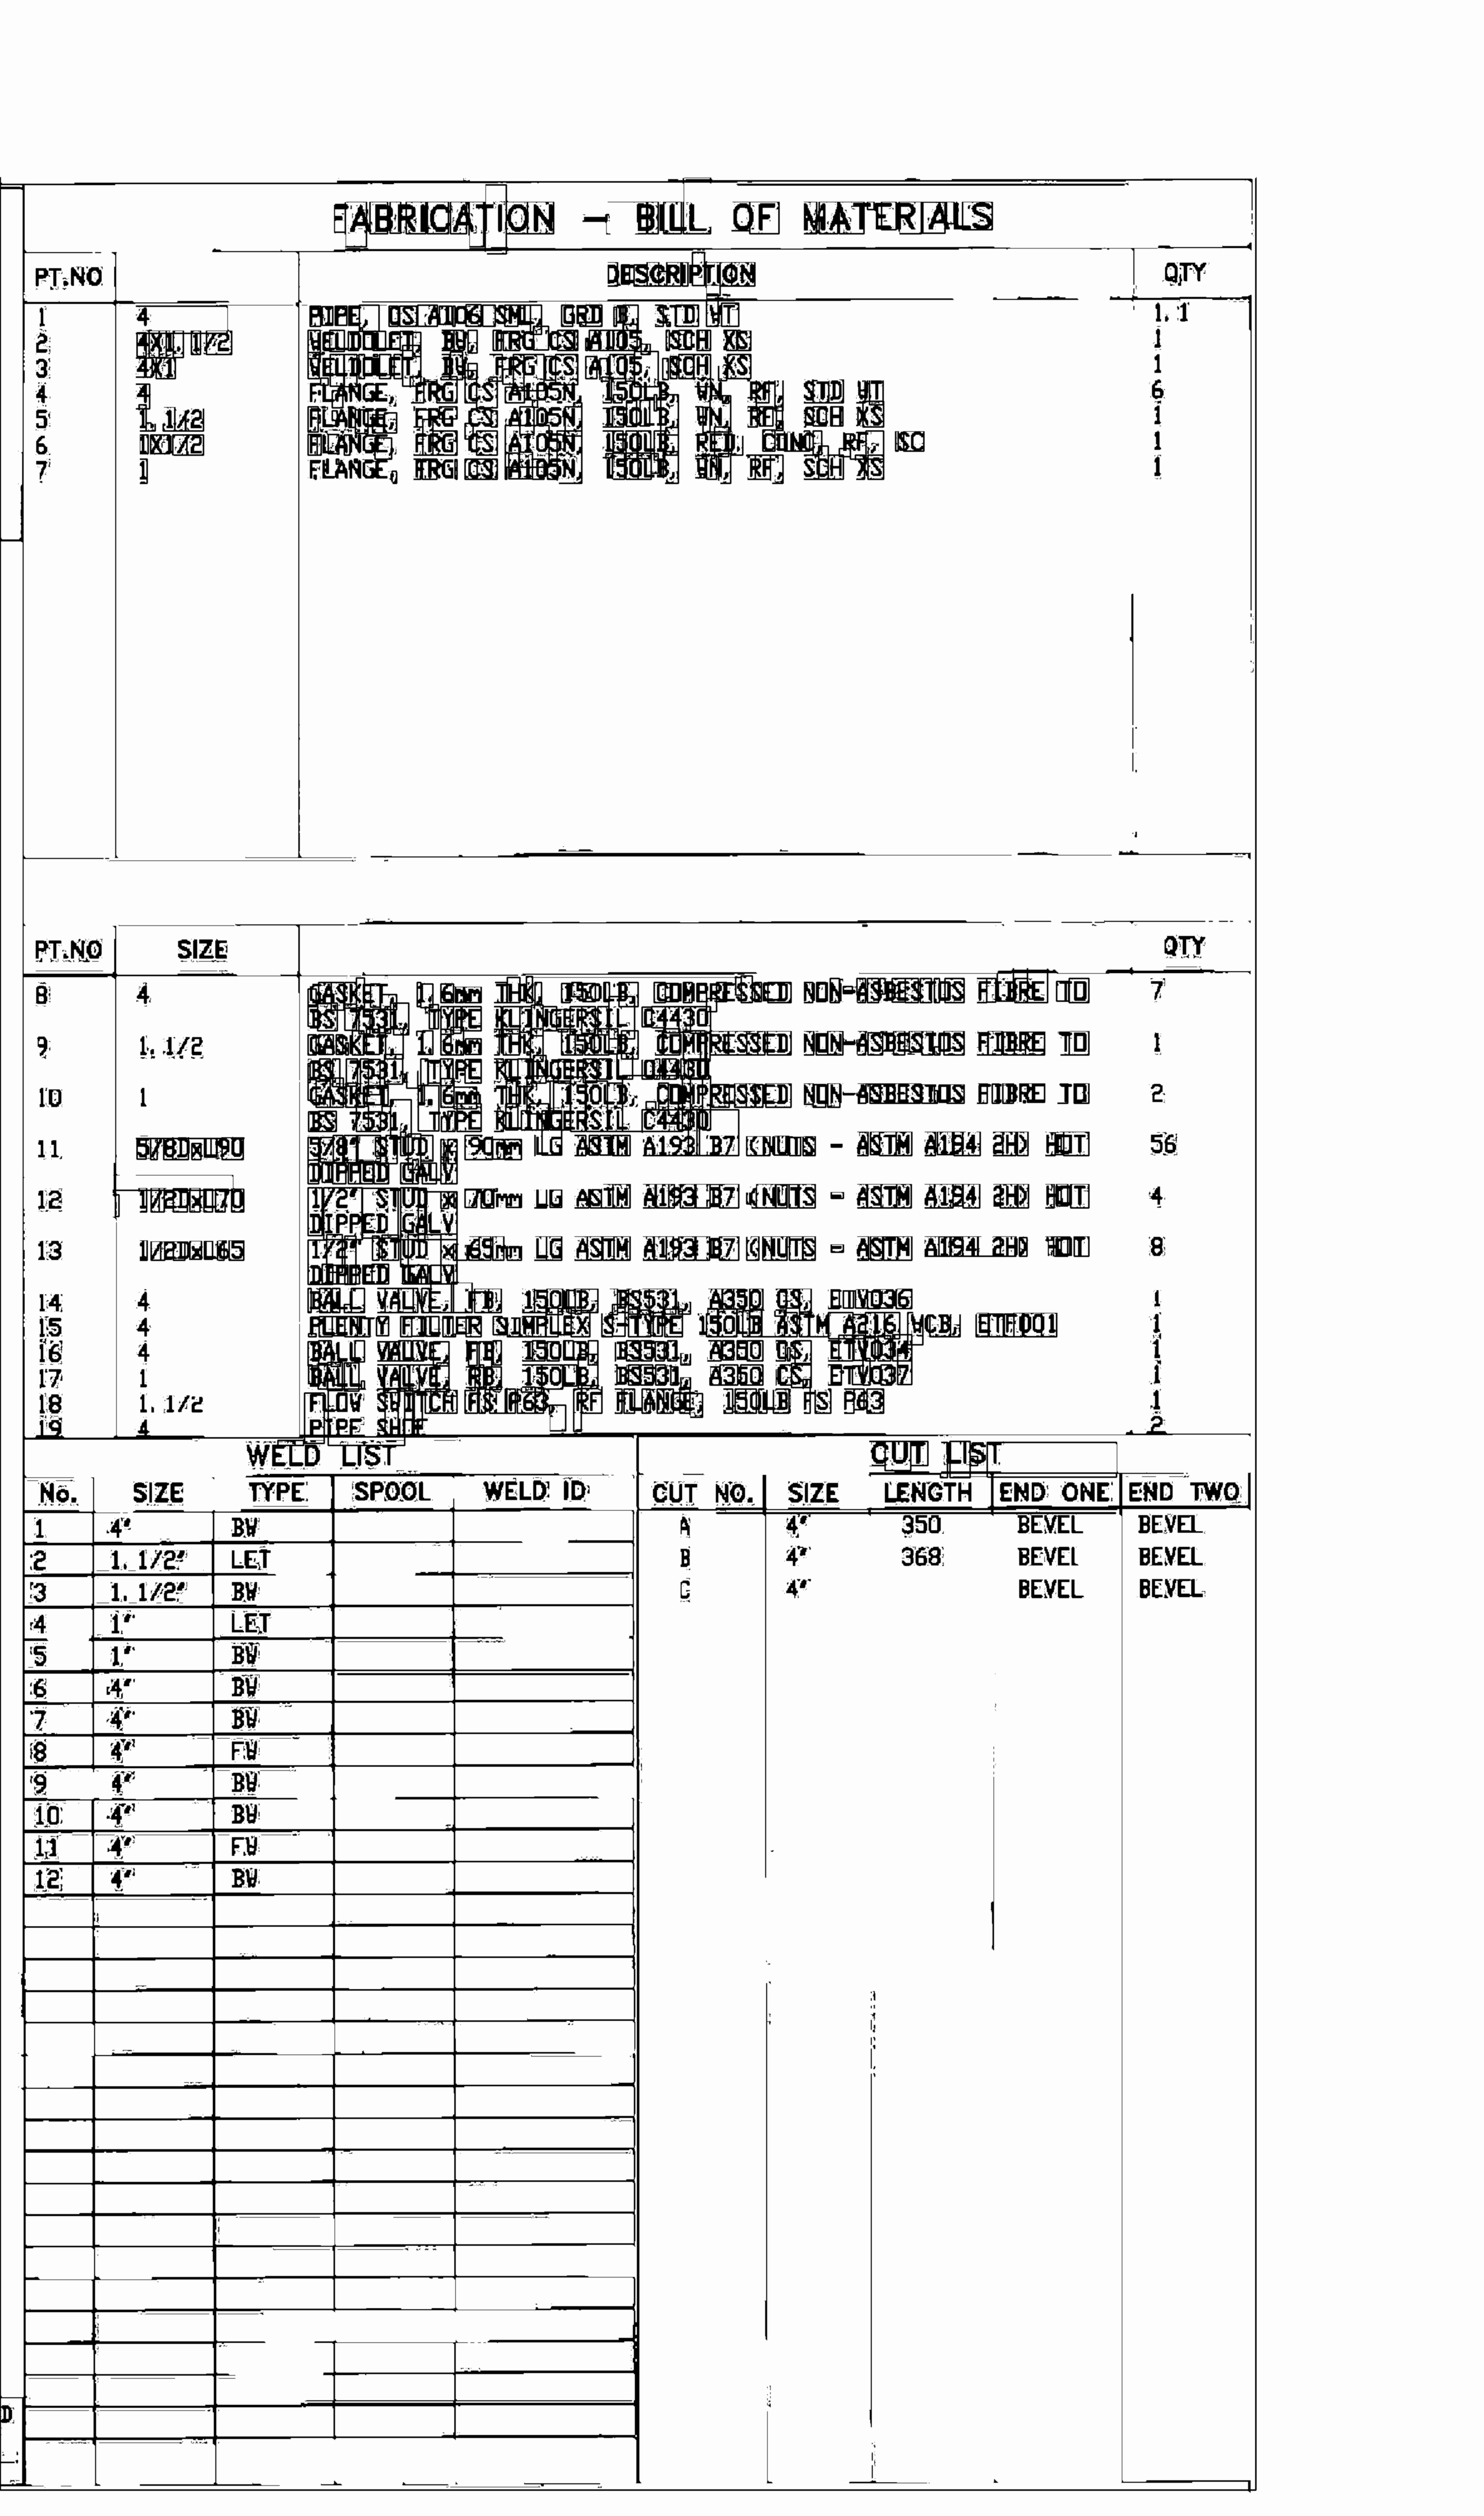 FABRICATION - BILL OF MATERIALS
PT.NO DESCRIPTION QTY
1 4 PIPE, CS A106 SML, GRD B, STD WT 1.1
2 4X1.1/2 WELDOLET, BW, FRG CS A105, SCH XS 1
3 4X1 WELDOLET, BW, FRG CS A105, SCH XS 1
4 4 FLANGE, FRG CS A105N, 150LB, WN, RF, STD WT 6
5 1.1/2 FLANGE, FRG CS A105N, 150LB, WN, RF, SCH XS 1
6 1X1/2 FLANGE, FRG CS A105N, 150LB, RED, CONC, RF, SC 1
7 1 FLANGE, FRG CS A105N, 150LB, WN, RF, SCH XS 1
PT.NO SIZE QTY
8 4 GASKET, 1.6mm THK, 150LB, COMPRESSED NON-ASBESTOS FIBRE TO 7
BS 7531, TYPE KLINGERSIL C4430
9 1.1/2 GASKET, 1.6mm THK, 150LB, COMPRESSED NON-ASBESTOS FIBRE TO 1
BS 7531, TYPE KLINGERSIL C4430
10 1 GASKET, 1.6mm THK, 150LB, COMPRESSED NON-ASBESTOS FIBRE TO 2
BS 7531, TYPE KLINGERSIL C4430
11 5/8DxL90 5/8" STUD x 90mm LG ASTM A193 B7 (NUTS - ASTM A194 2H) HOT 56
DIPPED GALV
12 1/2DxL70 1/2" STUD x 70mm LG ASTM A193 B7 (NUTS - ASTM A194 2H) HOT 4
DIPPED GALV
13 1/2DxL65 1/2" STUD x 65mm LG ASTM A193 B7 (NUTS - ASTM A194 2H) HOT 8
DIPPED GALV
14 4 BALL VALVE, FB, 150LB, BS531, A350 CS, ETV036 1
15 4 PLENTY FILTER SIMPLEX S-TYPE 150LB ASTM A216 WCB, ETF001 1
16 4 BALL VALVE, FB, 150LB, BS531, A350 CS, ETV034 1
17 1 BALL VALVE, RB, 150LB, BS531, A350 CS, ETV037 1
18 1.1/2 FLOW SWITCH FS P63, RF FLANGE, 150LB FS P63 1
19 4 PIPE SHOE 2
WELD LIST CUT LIST
No. SIZE TYPE SPOOL WELD ID CUT NO. SIZE LENGTH END ONE END TWO
1 4" BW A 4" 350 BEVEL BEVEL
2 1.1/2" LET B 4" 368 BEVEL BEVEL
3 1.1/2" BW C 4" BEVEL BEVEL
4 1" LET
5 1" BW
6 4" BW
7 4" BW
8 4" FW
9 4" BW
10 4" BW
11 4" FW
12 4" BW
D